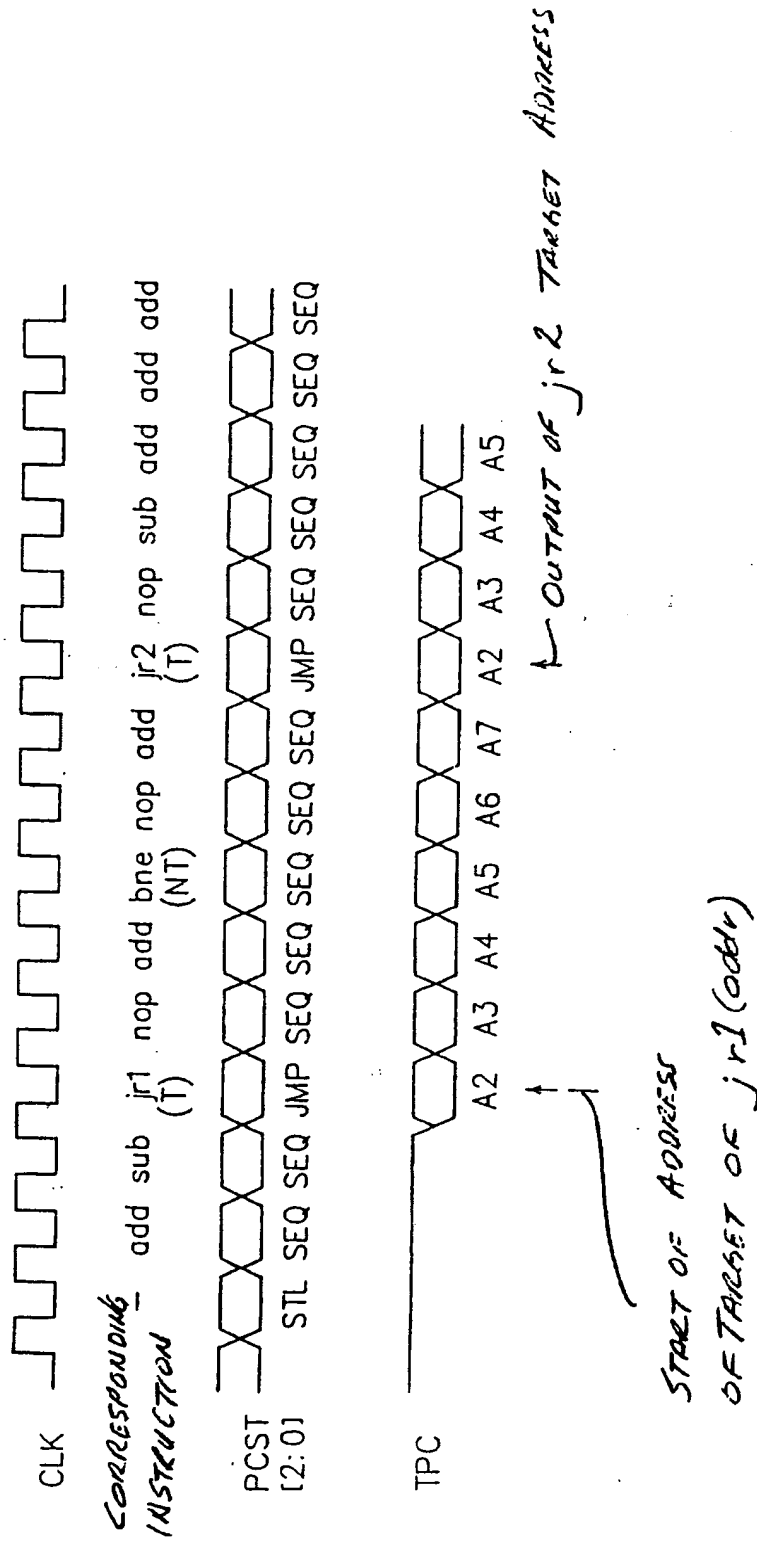 CLK
CORRESPONDING
INSTRUCTION
– add sub jr1 nop add bne nop add jr2 nop sub add add add
(T) (NT) (T)
PCST
[2:0]
STL SEQ SEQ JMP SEQ SEQ SEQ SEQ SEQ JMP SEQ SEQ SEQ SEQ SEQ
TPC
A2 A3 A4 A5 A6 A7 A2 A3 A4 A5
START OF ADDRESS
OF TARGET OF jr1 (addr)
OUTPUT OF jr2 TARGET ADDRESS